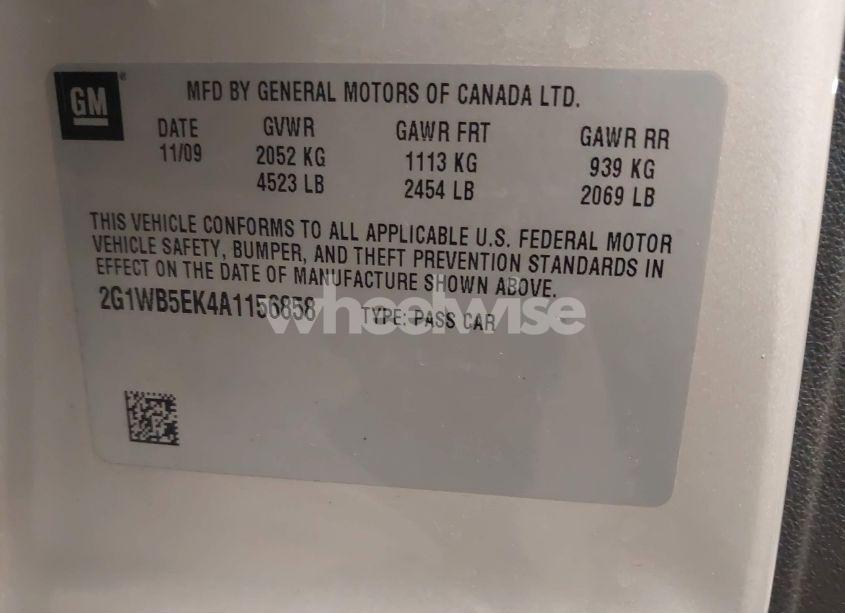 GM
MFD BY GENERAL MOTORS OF CANADA LTD.
DATE GVWR GAWR FRT GAWR RR
11/09 2052 KG 1113 KG 939 KG
4523 LB 2454 LB 2069 LB
THIS VEHICLE CONFORMS TO ALL APPLICABLE U.S. FEDERAL MOTOR
VEHICLE SAFETY, BUMPER, AND THEFT PREVENTION STANDARDS IN
EFFECT ON THE DATE OF MANUFACTURE SHOWN ABOVE.
2G1WB5EK4A1156858 TYPE: PASS CAR
wheelwise